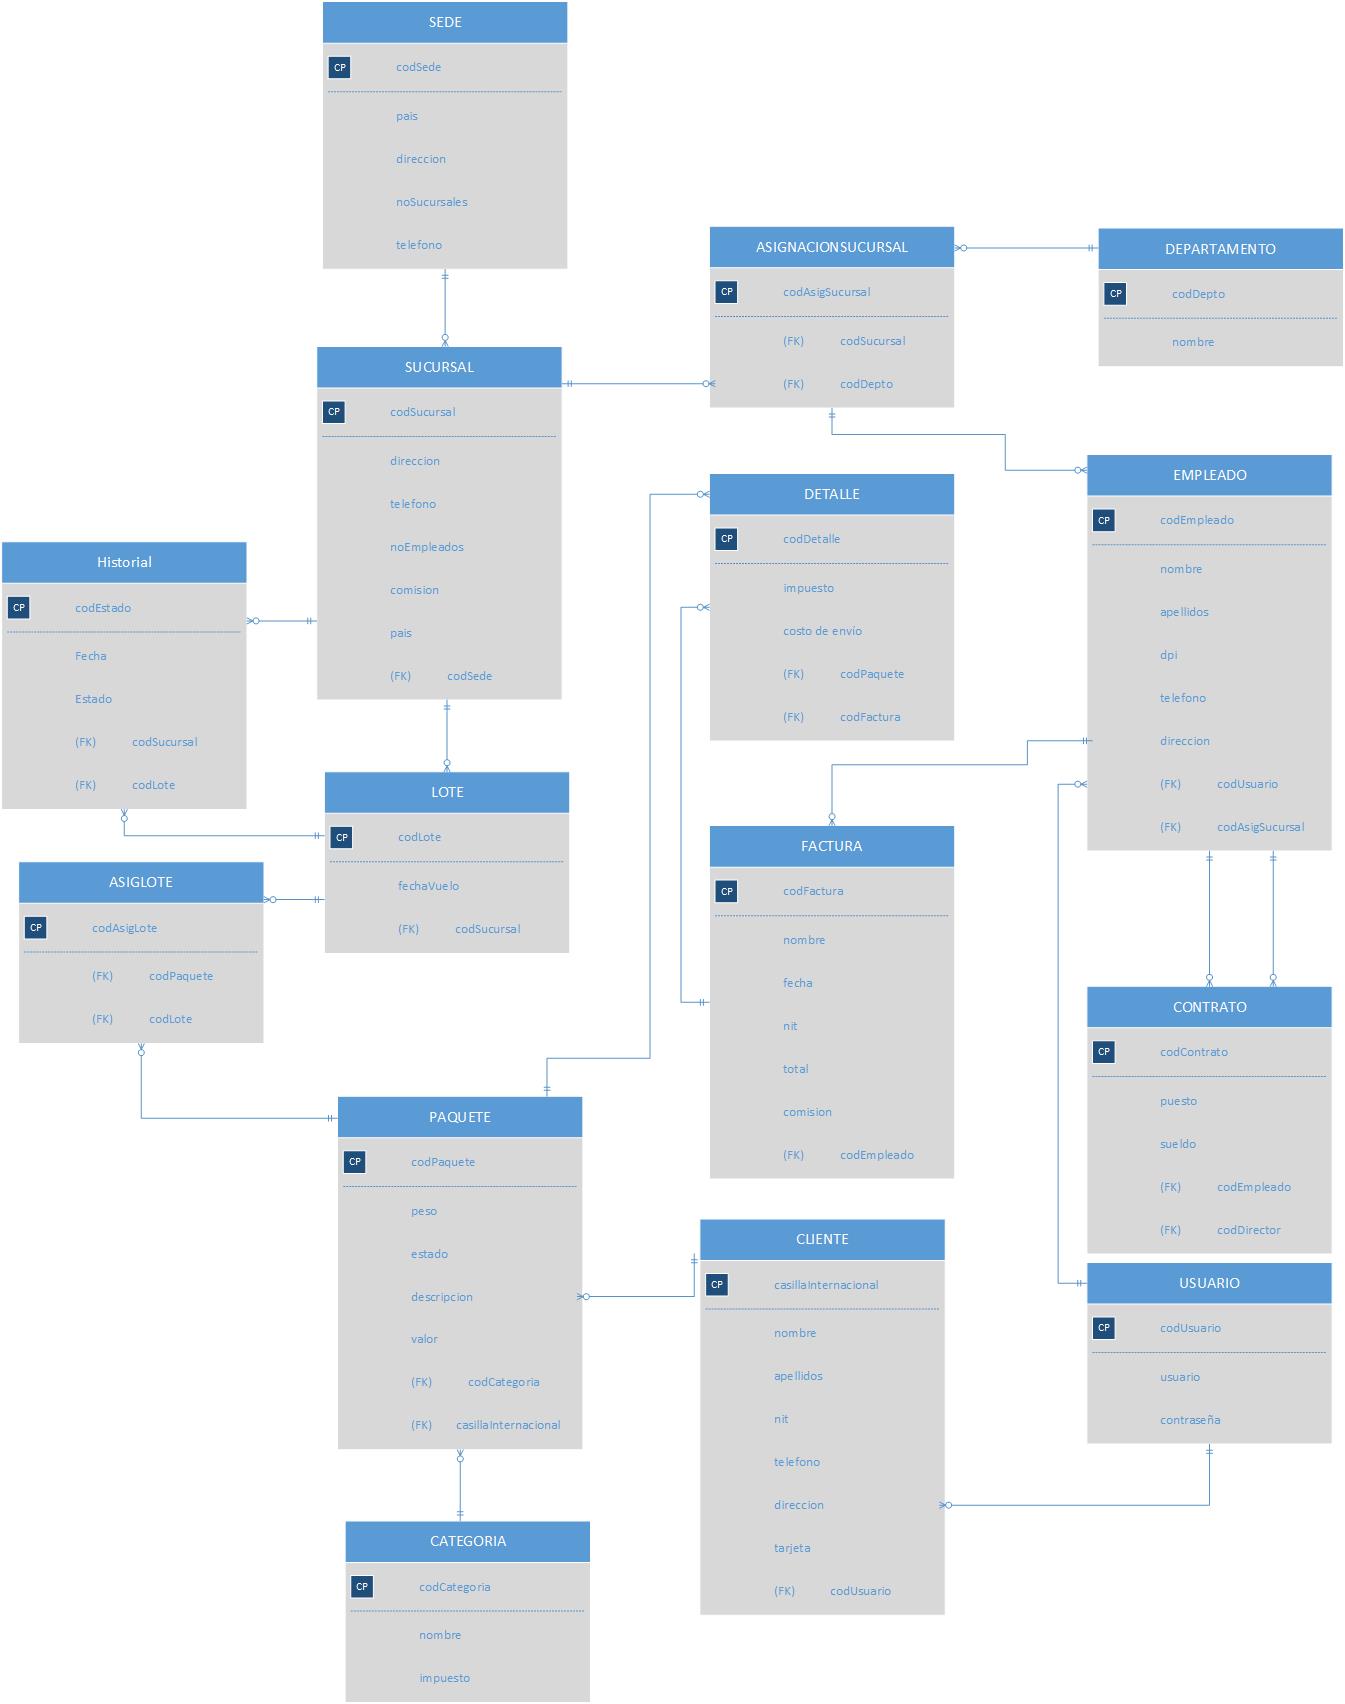 SEDE
CP codSede
pais
direccion
noSucursales
telefono
ASIGNACIONSUCURSAL
CP codAsigSucursal
(FK) codSucursal
(FK) codDepto
DEPARTAMENTO
CP codDepto
nombre
SUCURSAL
CP codSucursal
direccion
telefono
noEmpleados
comision
pais
(FK) codSede
DETALLE
CP codDetalle
impuesto
costo de envío
(FK) codPaquete
(FK) codFactura
EMPLEADO
CP codEmpleado
nombre
apellidos
dpi
telefono
direccion
(FK) codUsuario
(FK) codAsigSucursal
Historial
CP codEstado
Fecha
Estado
(FK) codSucursal
(FK) codLote
LOTE
CP codLote
fechaVuelo
(FK) codSucursal
FACTURA
CP codFactura
nombre
fecha
nit
total
comision
(FK) codEmpleado
ASIGLOTE
CP codAsigLote
(FK) codPaquete
(FK) codLote
CONTRATO
CP codContrato
puesto
sueldo
(FK) codEmpleado
(FK) codDirector
PAQUETE
CP codPaquete
peso
estado
descripcion
valor
(FK) codCategoria
(FK) casillaInternacional
CLIENTE
CP casillaInternacional
nombre
apellidos
nit
telefono
direccion
tarjeta
(FK) codUsuario
USUARIO
CP codUsuario
usuario
contraseña
CATEGORIA
CP codCategoria
nombre
impuesto